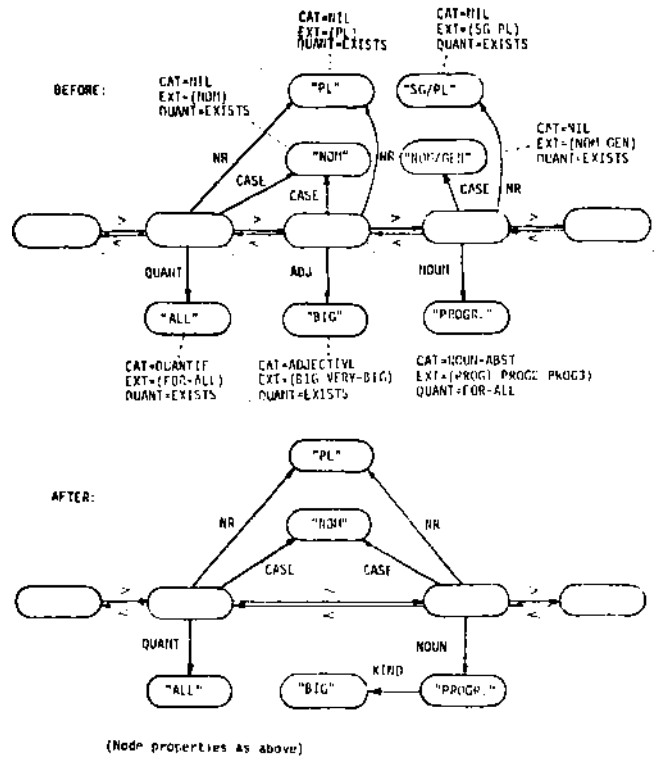 CAT=NIL
EXT=(PL)
QUANT=EXISTS
CAT=NIL
EXT=(SG PL)
QUANT=EXISTS
BEFORE:
CAT=NIL
EXT=(NOM)
QUANT=EXISTS
"PL"
"SG/PL"
CAT=NIL
EXT=(NOM GEN)
QUANT=EXISTS
NR
"NOM"
NR
"NOM/GEN"
CASE
CASE
CASE
NR
> > > >
< < < <
QUANT
ADJ
NOUN
"ALL"
"BIG"
"PROGR."
CAT=QUANTIF
EXT=(FOR-ALL)
QUANT=EXISTS
CAT=ADJECTIVE
EXT=(BIG VERY-BIG)
QUANT=EXISTS
CAT=NOUN-ABST
EXT=(PROG1 PROG2 PROG3)
QUANT=FOR-ALL
"PL"
AFTER:
NR
NR
"NOM"
CASE
CASE
> > >
< < <
QUANT
NOUN
KIND
"ALL"
"BIG"
"PROGR."
(Node properties as above)